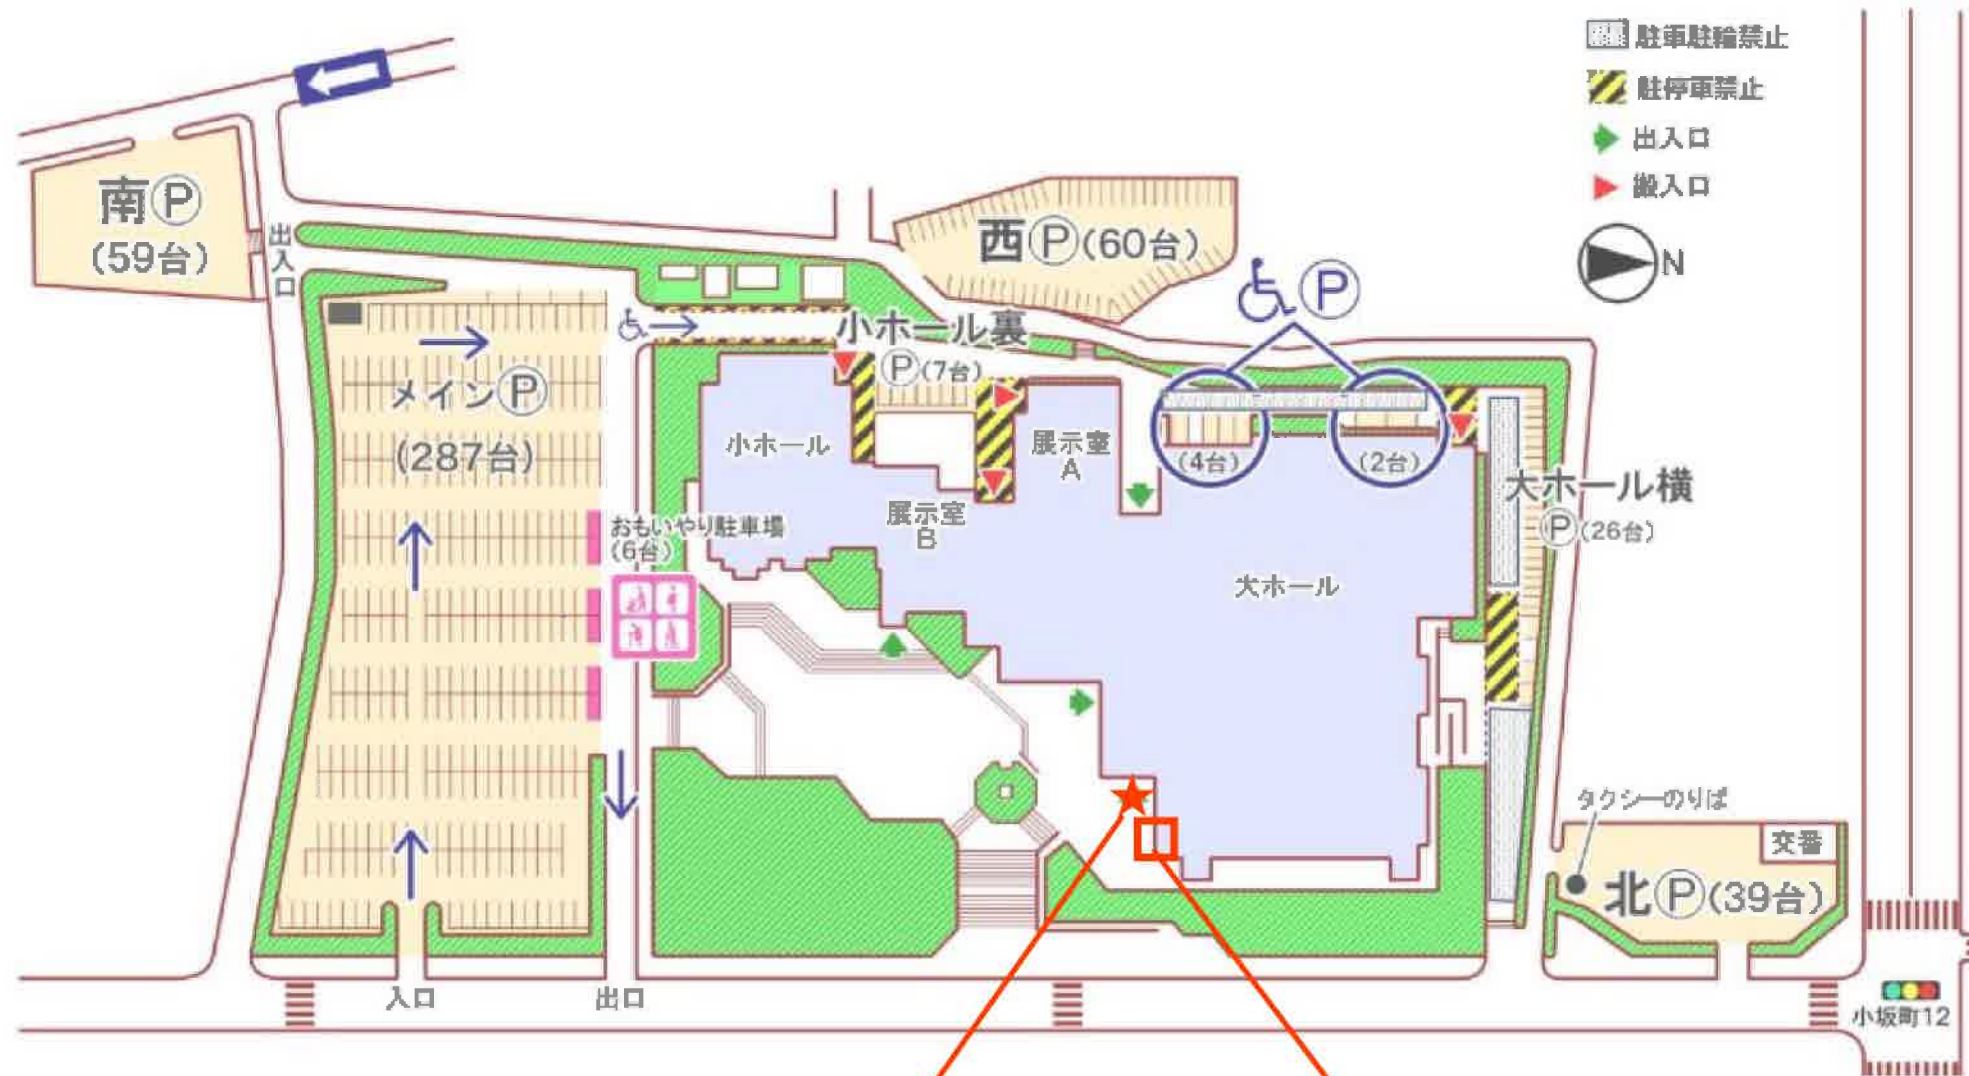 駐車駐輪禁止
駐停車禁止
出入口
搬入口
N
南Ⓟ
(59台)
出入口
西Ⓟ(60台)
Ⓟ
小ホール裏
Ⓟ(7台)
メインⓅ
(287台)
小ホール
展示室
A
(4台)
(2台)
大ホール横
Ⓟ(26台)
展示室
B
おもいやり駐車場
(6台)
大ホール
タクシーのりば
交番
北Ⓟ(39台)
入口
出口
小坂町12